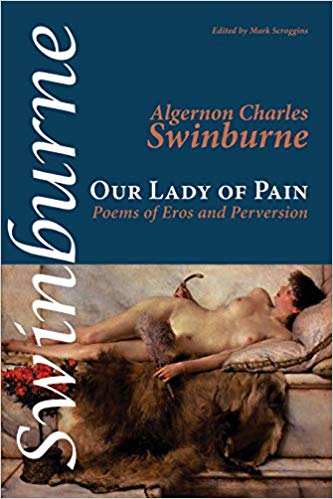 Edited by Mark Scroggins
Algernon Charles
Swinburne
OUR LADY OF PAIN
Poems of Eros and Perversion
Swinburne